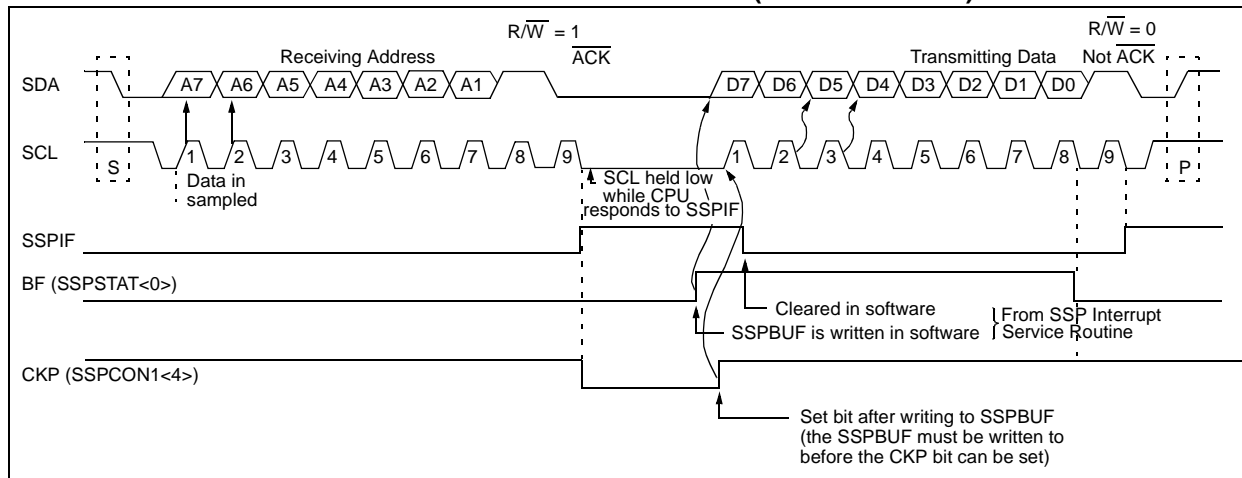 R/W = 1
R/W = 0
Receiving Address
ACK
Transmitting Data
Not ACK
SDA
A7 A6 A5 A4 A3 A2 A1
D7 D6 D5 D4 D3 D2 D1 D0
SCL
S
1 2 3 4 5 6 7 8 9
1 2 3 4 5 6 7 8 9
P
Data in
sampled
SCL held low
while CPU
responds to SSPIF
SSPIF
BF (SSPSTAT<0>)
Cleared in software
SSPBUF is written in software
From SSP Interrupt
Service Routine
CKP (SSPCON1<4>)
Set bit after writing to SSPBUF
(the SSPBUF must be written to
before the CKP bit can be set)